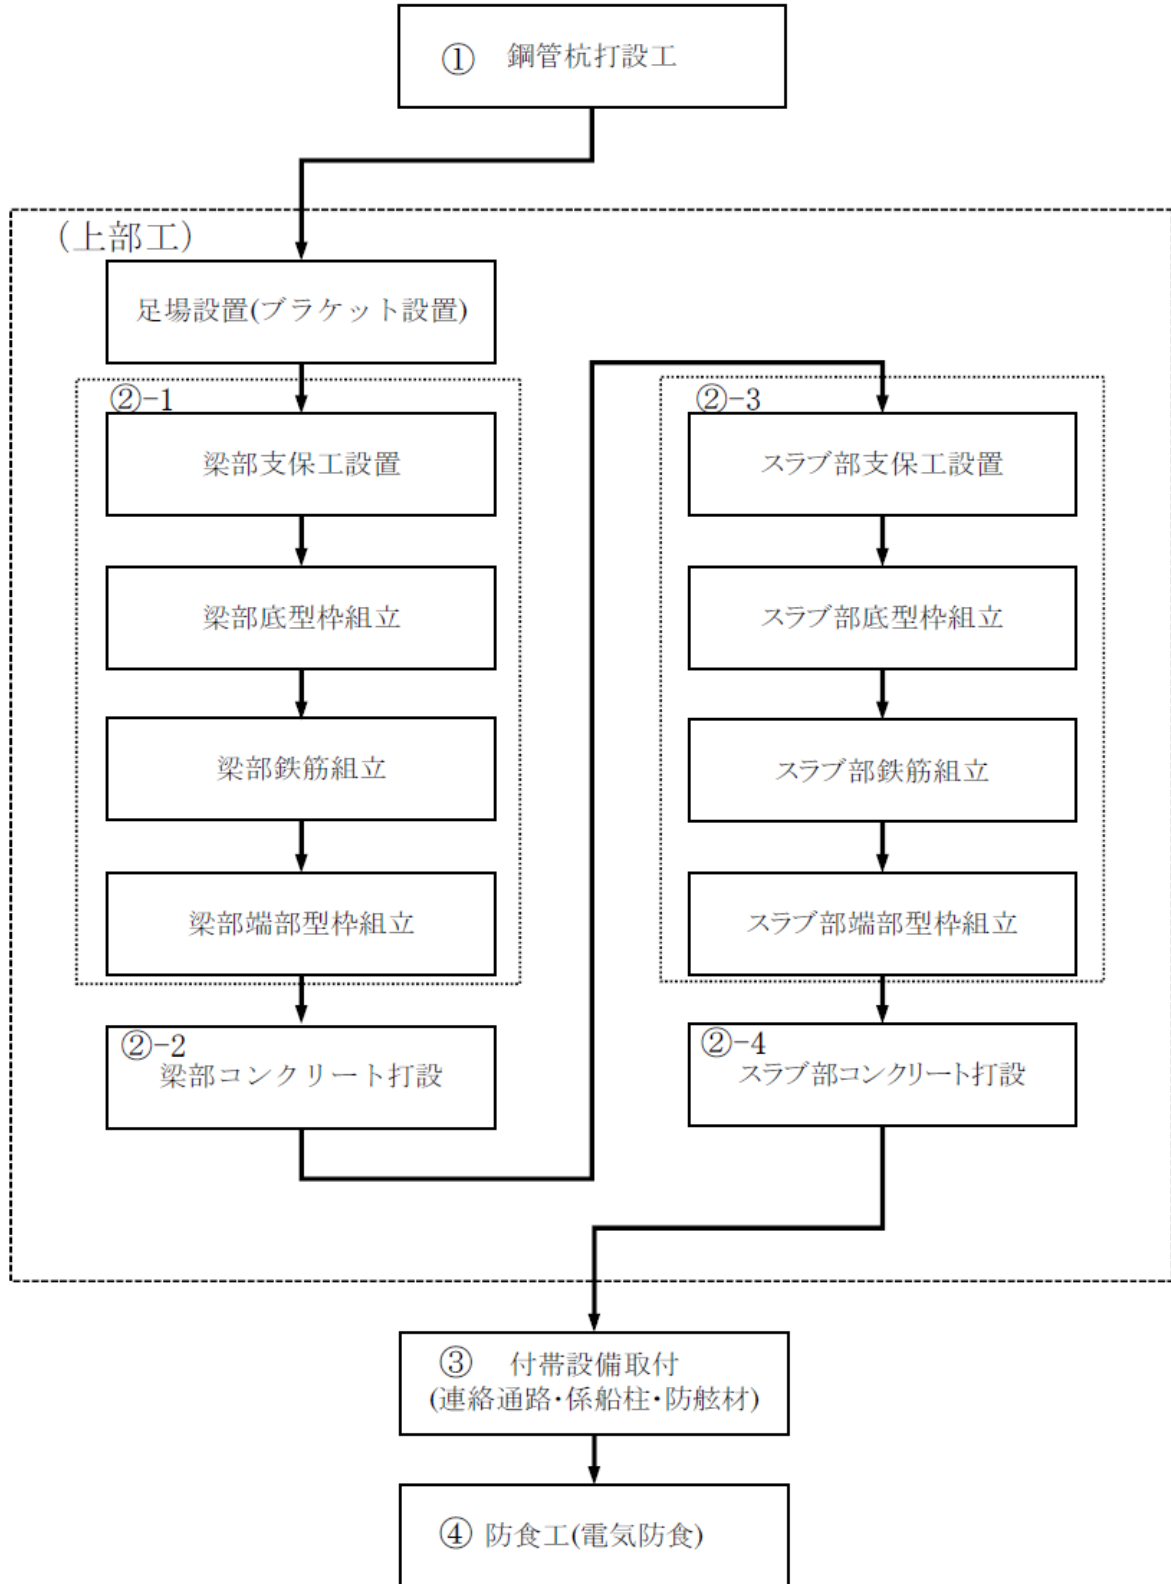 ① 鋼管杭打設工
(上部工)
足場設置(ブラケット設置)
②-1
梁部支保工設置
梁部底型枠組立
梁部鉄筋組立
梁部端部型枠組立
②-2
梁部コンクリート打設
②-3
スラブ部支保工設置
スラブ部底型枠組立
スラブ部鉄筋組立
スラブ部端部型枠組立
②-4
スラブ部コンクリート打設
③ 付帯設備取付
(連絡通路・係船柱・防舷材)
④ 防食工(電気防食)